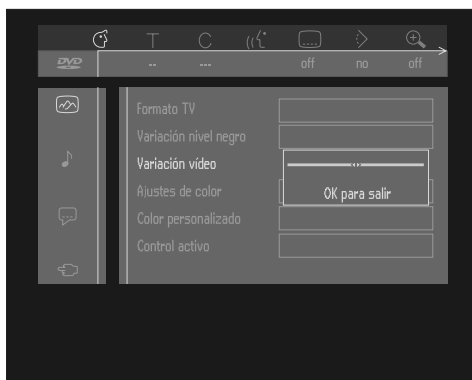 T C
DVD -- --- off no off
Formato TV
Variación nivel negro
Variación vídeo
Ajustes de color
OK para salir
Color personalizado
Control activo